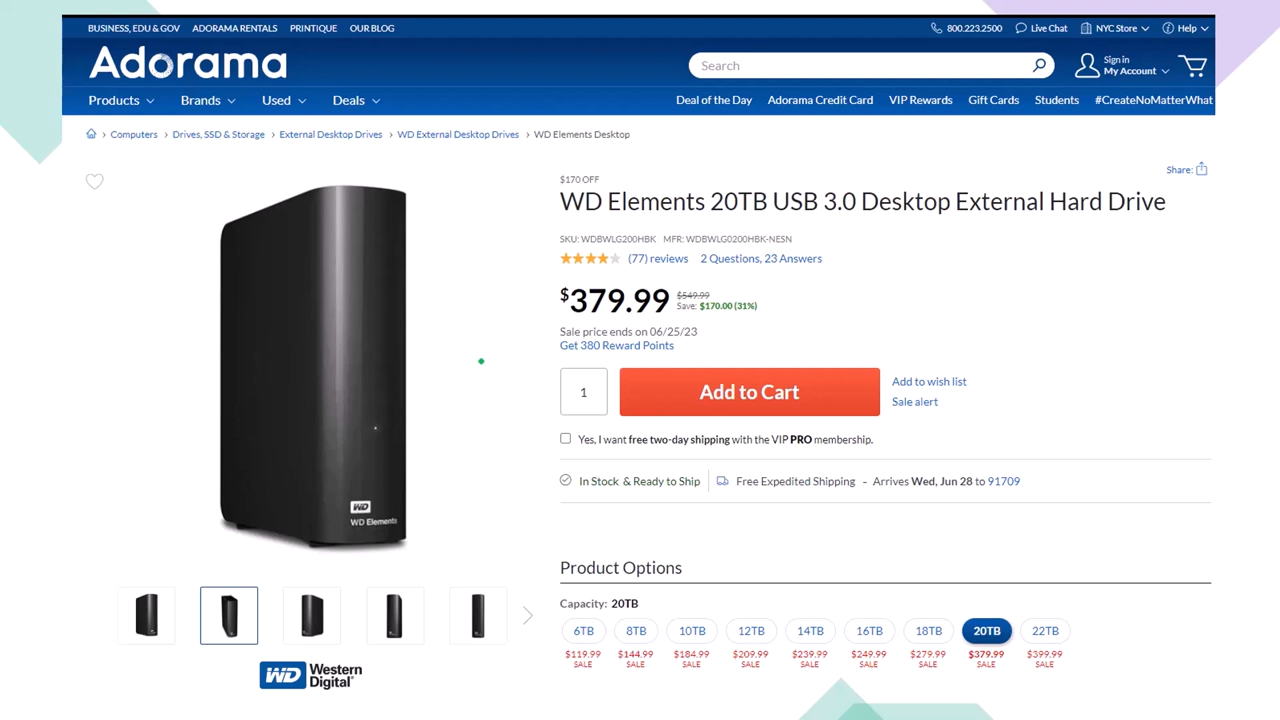 BUSINESS, EDU & GOV ADORAMA RENTALS PRINTIQUE OUR BLOG 800.223.2500 Live Chat NYC Store Help
Adorama Search Sign in
My Account
Products Brands Used Deals Deal of the Day Adorama Credit Card VIP Rewards Gift Cards Students #CreateNoMatterWhat
Computers > Drives, SSD & Storage > External Desktop Drives > WD External Desktop Drives > WD Elements Desktop
Share:
$170 OFF
WD Elements 20TB USB 3.0 Desktop External Hard Drive
SKU: WDBWLG200HBK MFR: WDBWLG0200HBK-NESN
(77) reviews 2 Questions, 23 Answers
$379.99 $549.99
Save: $170.00 (31%)
Sale price ends on 06/25/23
Get 380 Reward Points
1 Add to Cart Add to wish list
Sale alert
Yes, I want free two-day shipping with the VIP PRO membership.
In Stock & Ready to Ship Free Expedited Shipping - Arrives Wed, Jun 28 to 91709
WD
WD Elements
Product Options
Capacity: 20TB
6TB 8TB 10TB 12TB 14TB 16TB 18TB 20TB 22TB
$119.99 $144.99 $184.99 $209.99 $239.99 $249.99 $279.99 $379.99 $399.99
SALE SALE SALE SALE SALE SALE SALE SALE SALE
WD Western
Digital®